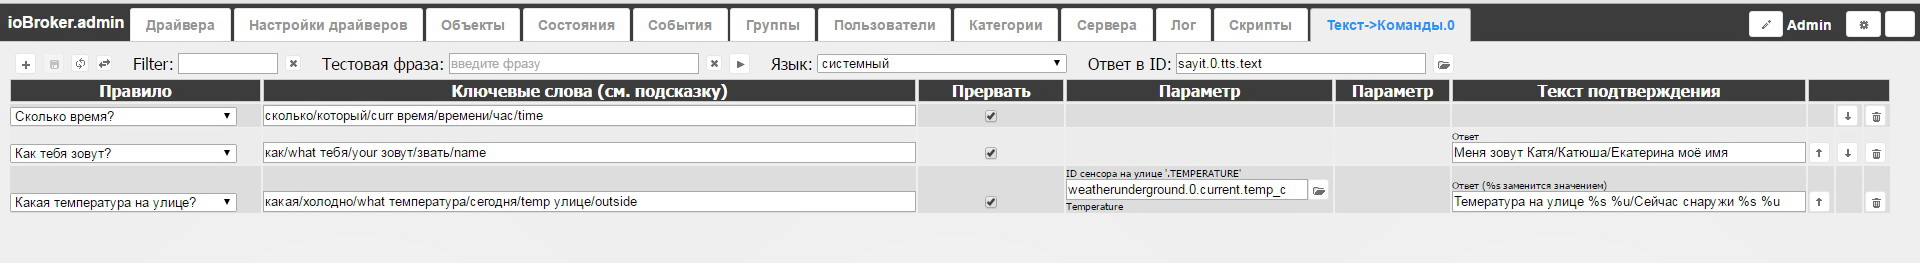 ioBroker.admin Драйвера Настройки драйверов Объекты Состояния События Группы Пользователи Категории Сервера Лог Скрипты Текст->Команды.0 Admin
Filter: Тестовая фраза: введите фразу Язык: системный Ответ в ID: sayit.0.tts.text
Правило Ключевые слова (см. подсказку) Прервать Параметр Параметр Текст подтверждения
Сколько время? сколько/который/curr время/времени/час/time
Ответ
Как тебя зовут? как/what тебя/your зовут/звать/name Меня зовут Катя/Катюша/Екатерина моё имя
ID сенсора на улице '.TEMPERATURE'
weatherunderground.0.current.temp_c
Ответ (%s заменится значением)
Какая температура на улице? какая/холодно/what температура/сегодня/temp улице/outside Темература на улице %s %u/Сейчас снаружи %s %u
Temperature